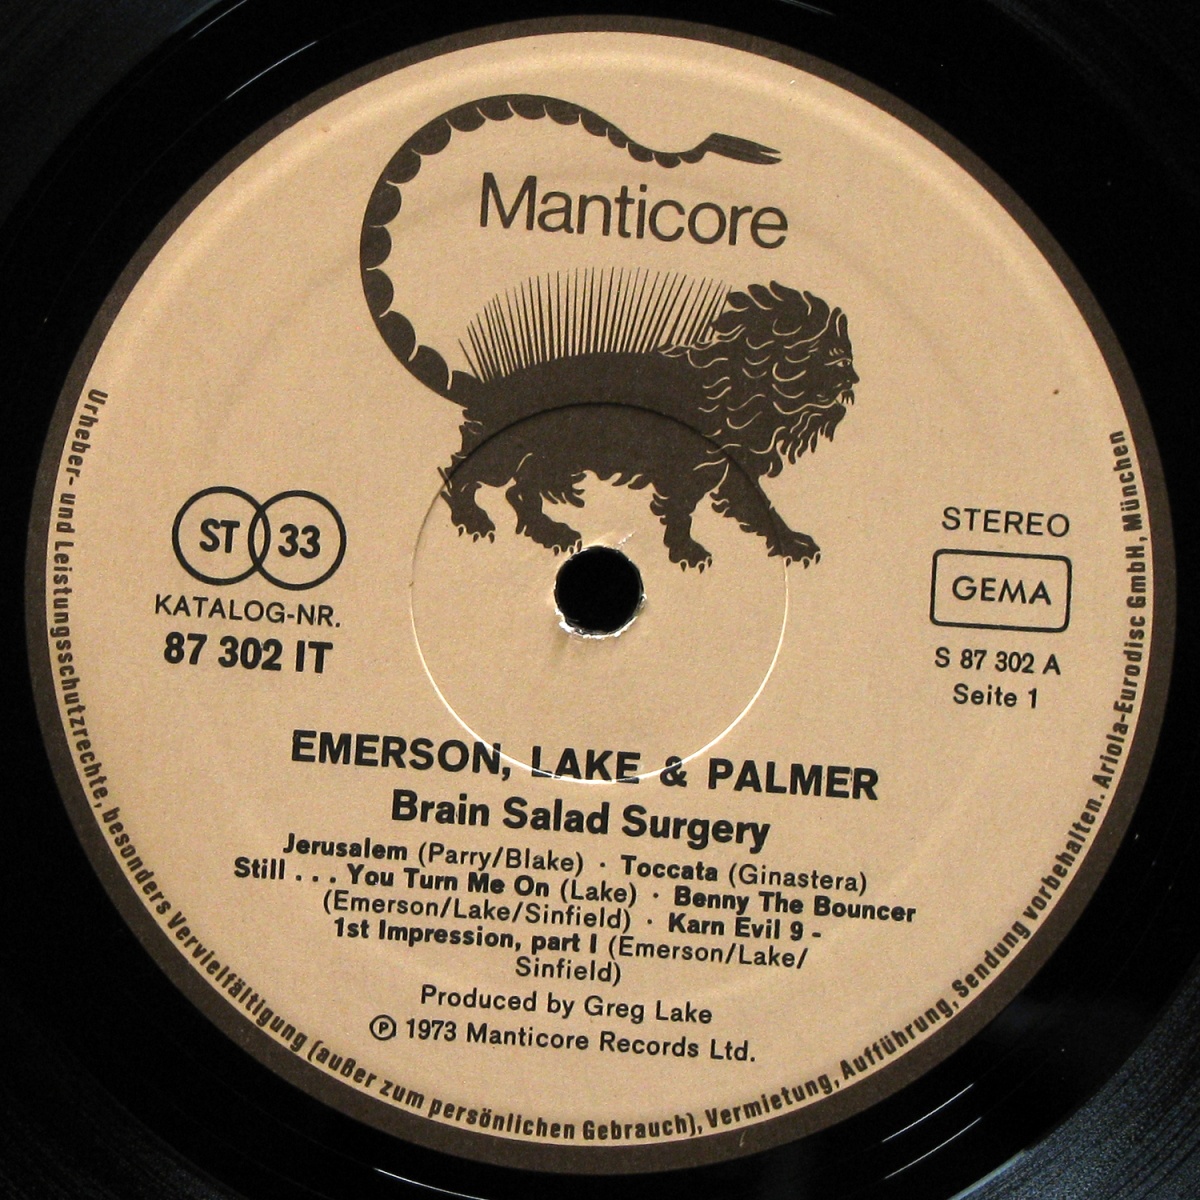 Manticore
ST 33
KATALOG-NR.
87 302 IT
STEREO
GEMA
S 87 302 A
Seite 1
EMERSON, LAKE & PALMER
Brain Salad Surgery
Jerusalem (Parry/Blake) · Toccata (Ginastera)
Still . . . You Turn Me On (Lake) · Benny The Bouncer
(Emerson/Lake/Sinfield) · Karn Evil 9 -
1st Impression, part I (Emerson/Lake/
Sinfield)
Produced by Greg Lake
Ⓟ 1973 Manticore Records Ltd.
Urheber- und Leistungsschutzrechte, besonders Vervielfältigung (außer zum persönlichen Gebrauch), Vermietung, Aufführung, Sendung vorbehalten. Ariola-Eurodisc GmbH, München